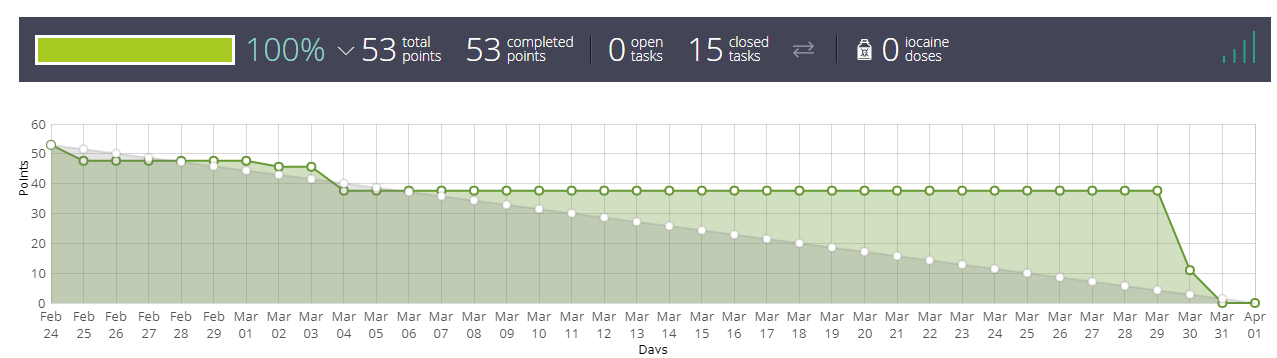 100% 53 total points 53 completed points 0 open tasks 15 closed tasks 0 iocaine doses
60
50
40
30
20
10
0
Points
Feb 24 Feb 25 Feb 26 Feb 27 Feb 28 Feb 29 Mar 01 Mar 02 Mar 03 Mar 04 Mar 05 Mar 06 Mar 07 Mar 08 Mar 09 Mar 10 Mar 11 Mar 12 Mar 13 Mar 14 Mar 15 Mar 16 Mar 17 Mar 18 Mar 19 Mar 20 Mar 21 Mar 22 Mar 23 Mar 24 Mar 25 Mar 26 Mar 27 Mar 28 Mar 29 Mar 30 Mar 31 Apr 01
Days